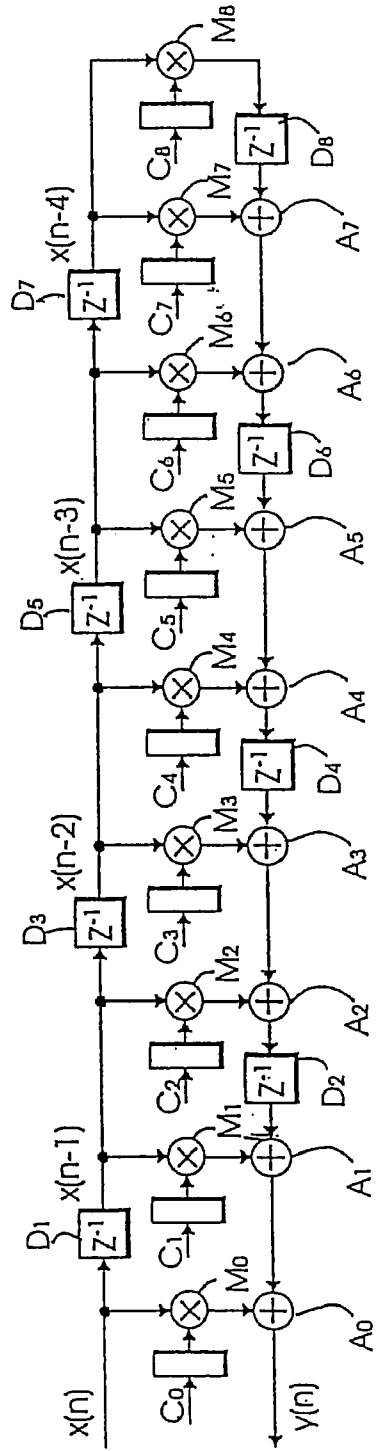 x(n) x(n-1) x(n-2) x(n-3) x(n-4)
D1 D3 D5 D7
Z-1 Z-1 Z-1 Z-1
M0 M1 M2 M3 M4 M5 M6 M7 M8
C0 C1 C2 C3 C4 C5 C6 C7 C8
Z-1 Z-1 Z-1 Z-1
D2 D4 D6 D8
y(n) A0 A1 A2 A3 A4 A5 A6 A7